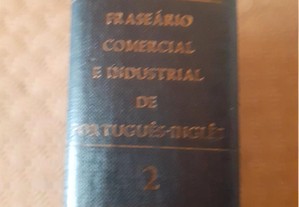 FRASEÁRIO
COMERCIAL
E INDUSTRIAL
DE
PORTUGUÊS-INGLÊS
2